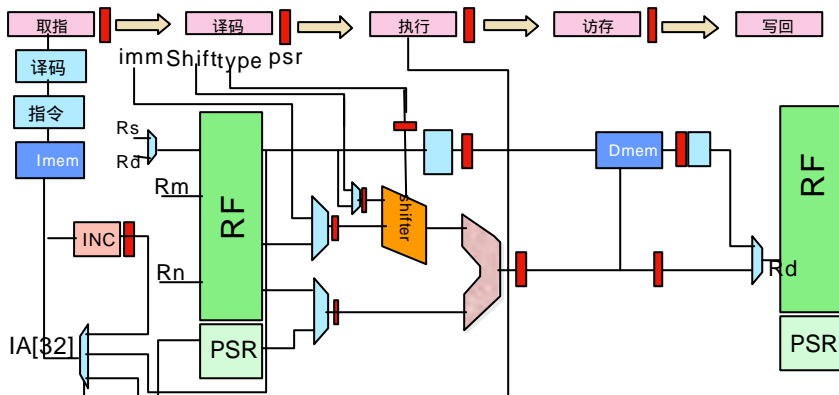 取指 译码 执行 访存 写回
imm Shift type psr
译码
指令
Rs
Rd
Imem
Dmem
Rm
RF
shifter
RF
INC
Rn
Rd
IA[32]
PSR
PSR